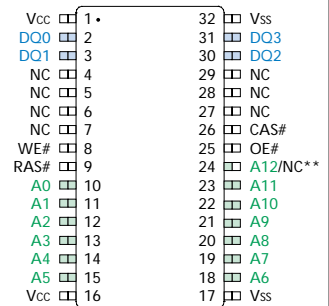 Vcc 1 • 32 Vss
DQ0 2 31 DQ3
DQ1 3 30 DQ2
NC 4 29 NC
NC 5 28 NC
NC 6 27 NC
NC 7 26 CAS#
WE# 8 25 OE#
RAS# 9 24 A12/NC**
A0 10 23 A11
A1 11 22 A10
A2 12 21 A9
A3 13 20 A8
A4 14 19 A7
A5 15 18 A6
Vcc 16 17 Vss